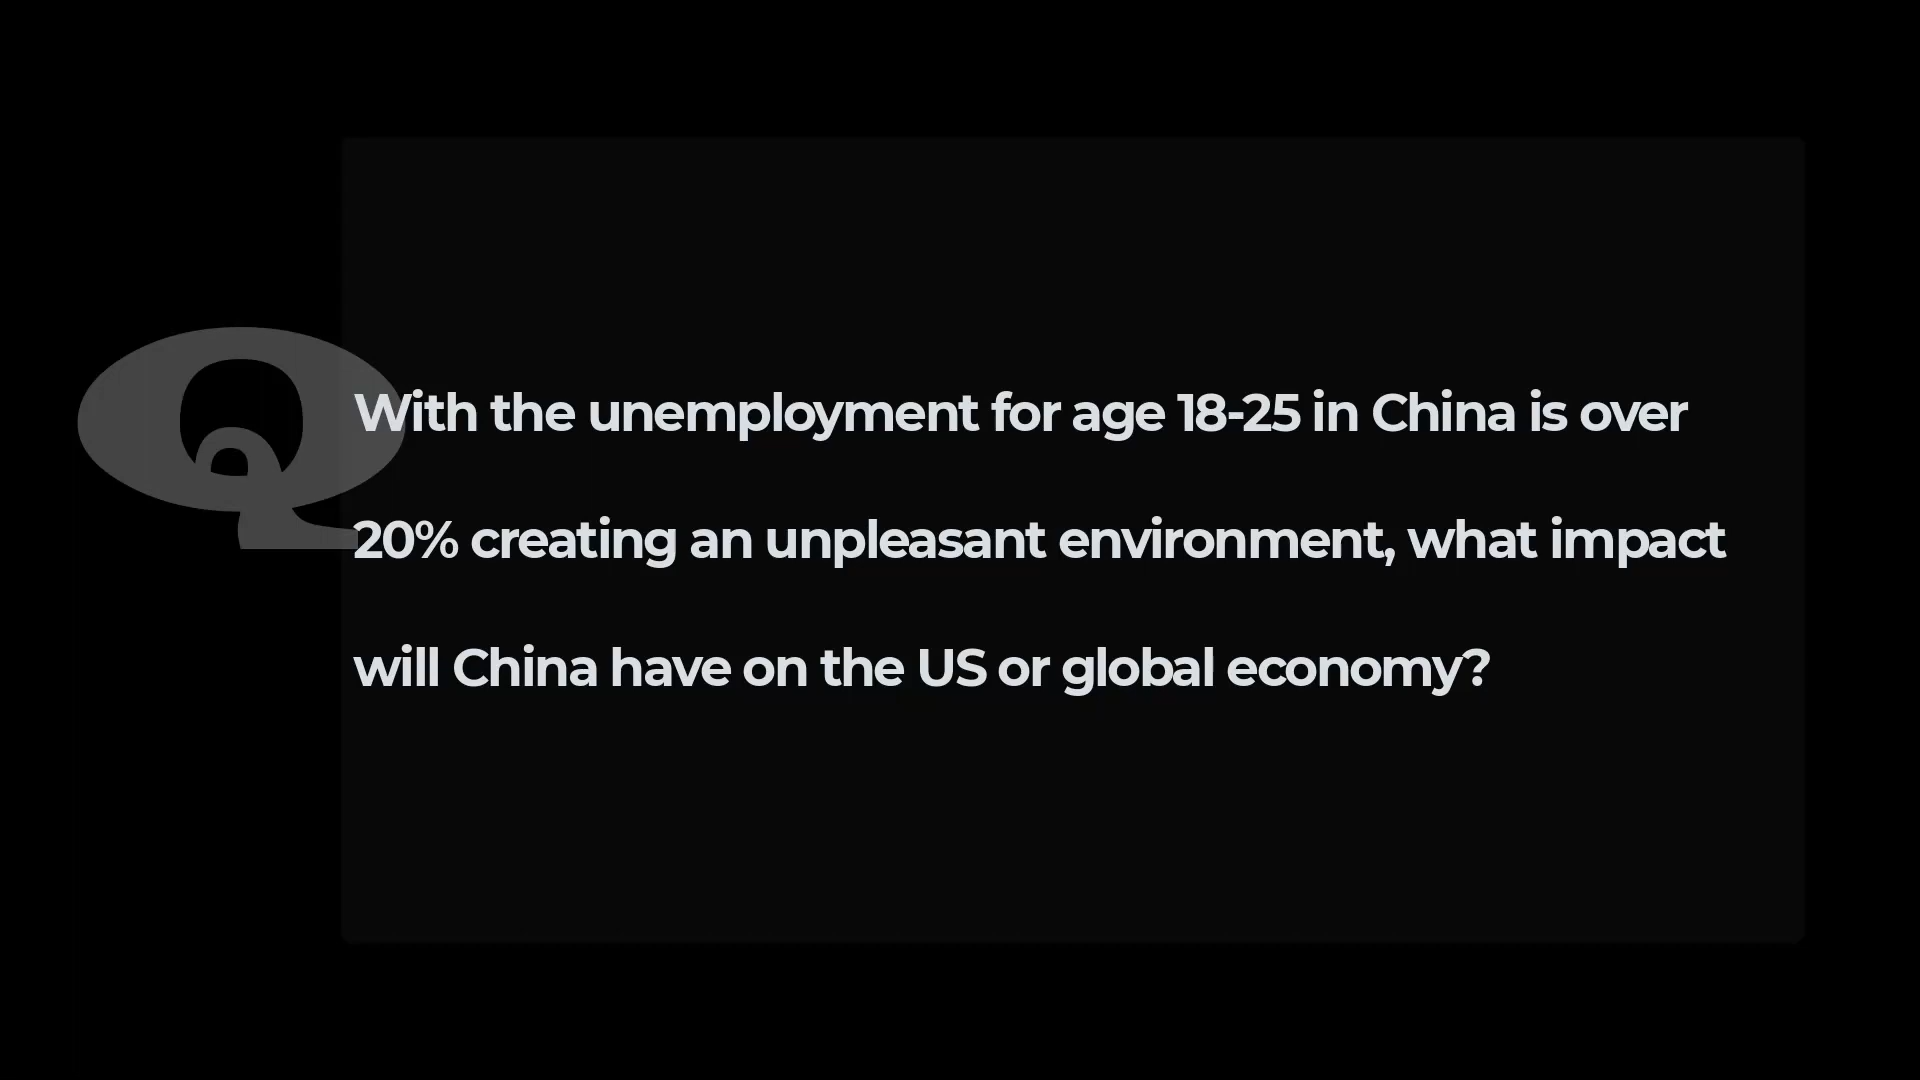 Q
With the unemployment for age 18-25 in China is over
20% creating an unpleasant environment, what impact
will China have on the US or global economy?